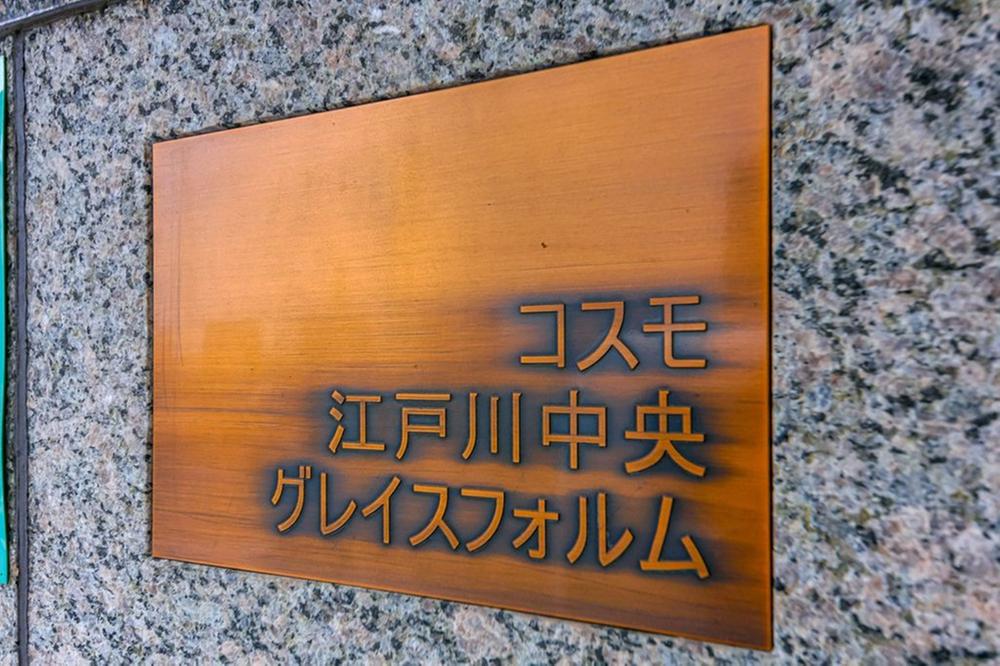 コスモ
江戸川中央
グレイスフォルム